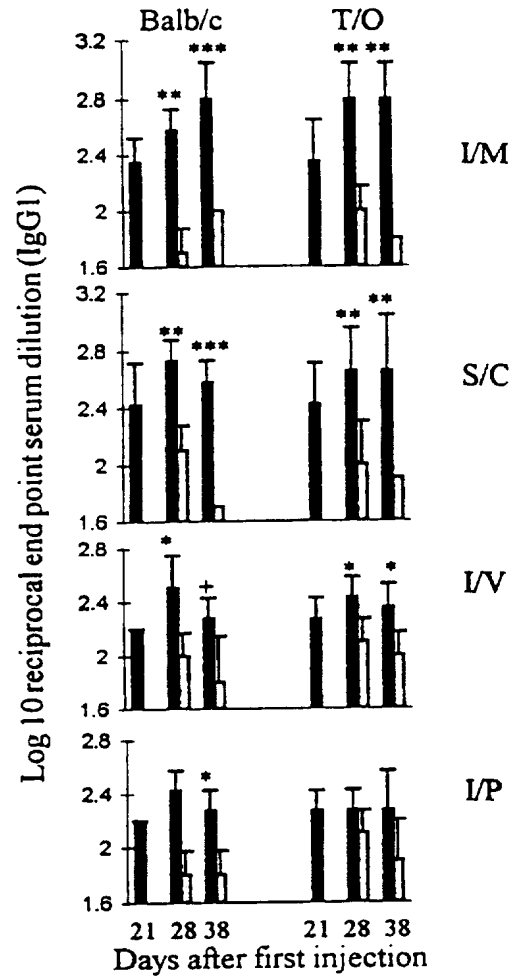 Balb/c T/O
3.2
*** ** **
**
2.8
2.4
2
1.6
I/M
3.2
** *** ** **
2.8
2.4
2
1.6
S/C
2.8
* + * *
2.4
2
1.6
I/V
2.8
*
2.4
2
1.6
I/P
21 28 38 21 28 38
Days after first injection
Log10 reciprocal end point serum dilution (IgG1)